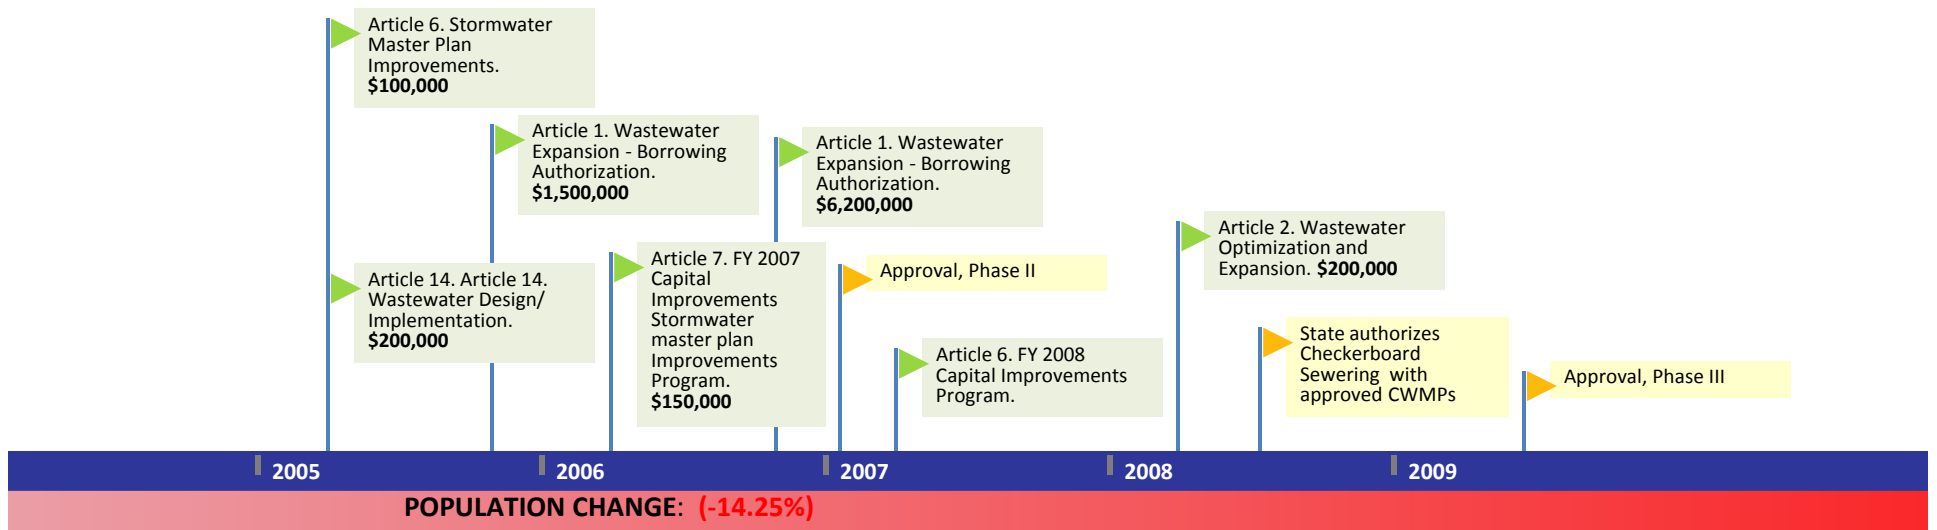 Article 6. Stormwater
Master Plan
Improvements.
$100,000
Article 1. Wastewater
Expansion - Borrowing
Authorization.
$1,500,000
Article 1. Wastewater
Expansion - Borrowing
Authorization.
$6,200,000
Article 2. Wastewater
Optimization and
Expansion. $200,000
Article 14. Article 14.
Wastewater Design/
Implementation.
$200,000
Article 7. FY 2007
Capital
Improvements
Stormwater
master plan
Improvements
Program.
$150,000
Approval, Phase II
Article 6. FY 2008
Capital Improvements
Program.
State authorizes
Checkerboard
Sewering  with
approved CWMPs
Approval, Phase III
2005
2006
2007
2008
2009
POPULATION CHANGE:  (-14.25%)